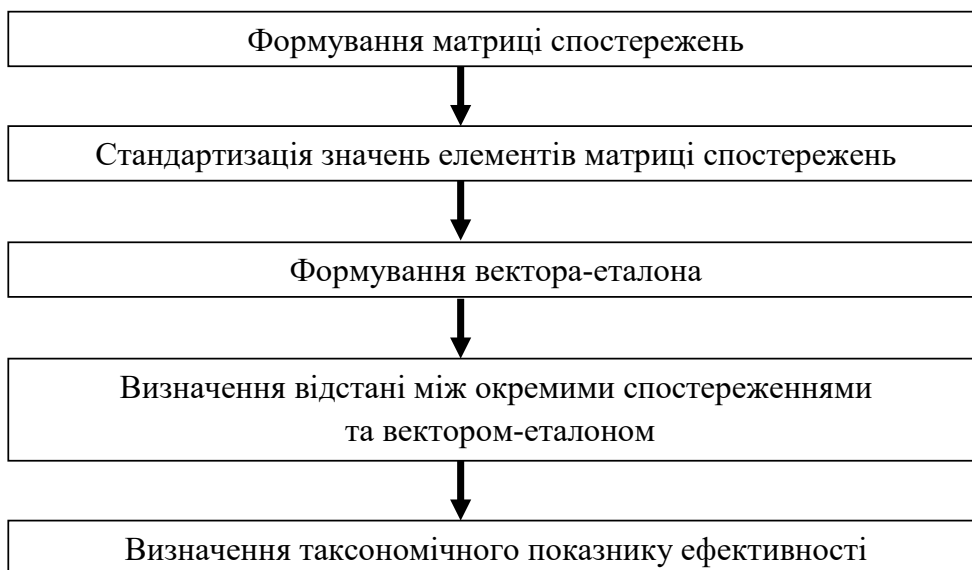 Формування матриці спостережень
Стандартизація значень елементів матриці спостережень
Формування вектора-еталона
Визначення відстані між окремими спостереженнями
та вектором-еталоном
Визначення таксономічного показнику ефективності